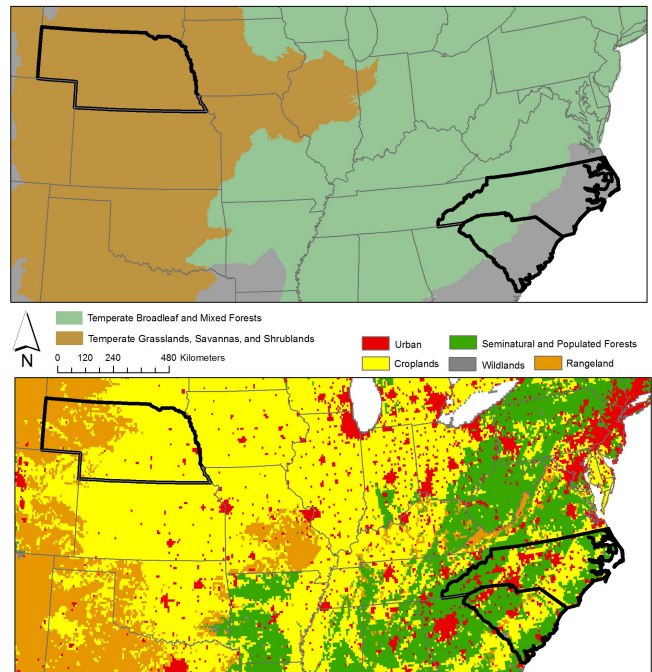 Temperate Broadleaf and Mixed Forests
Temperate Grasslands, Savannas, and Shrublands
N
0 120 240 480 Kilometers
Urban
Seminatural and Populated Forests
Croplands
Wildlands
Rangeland